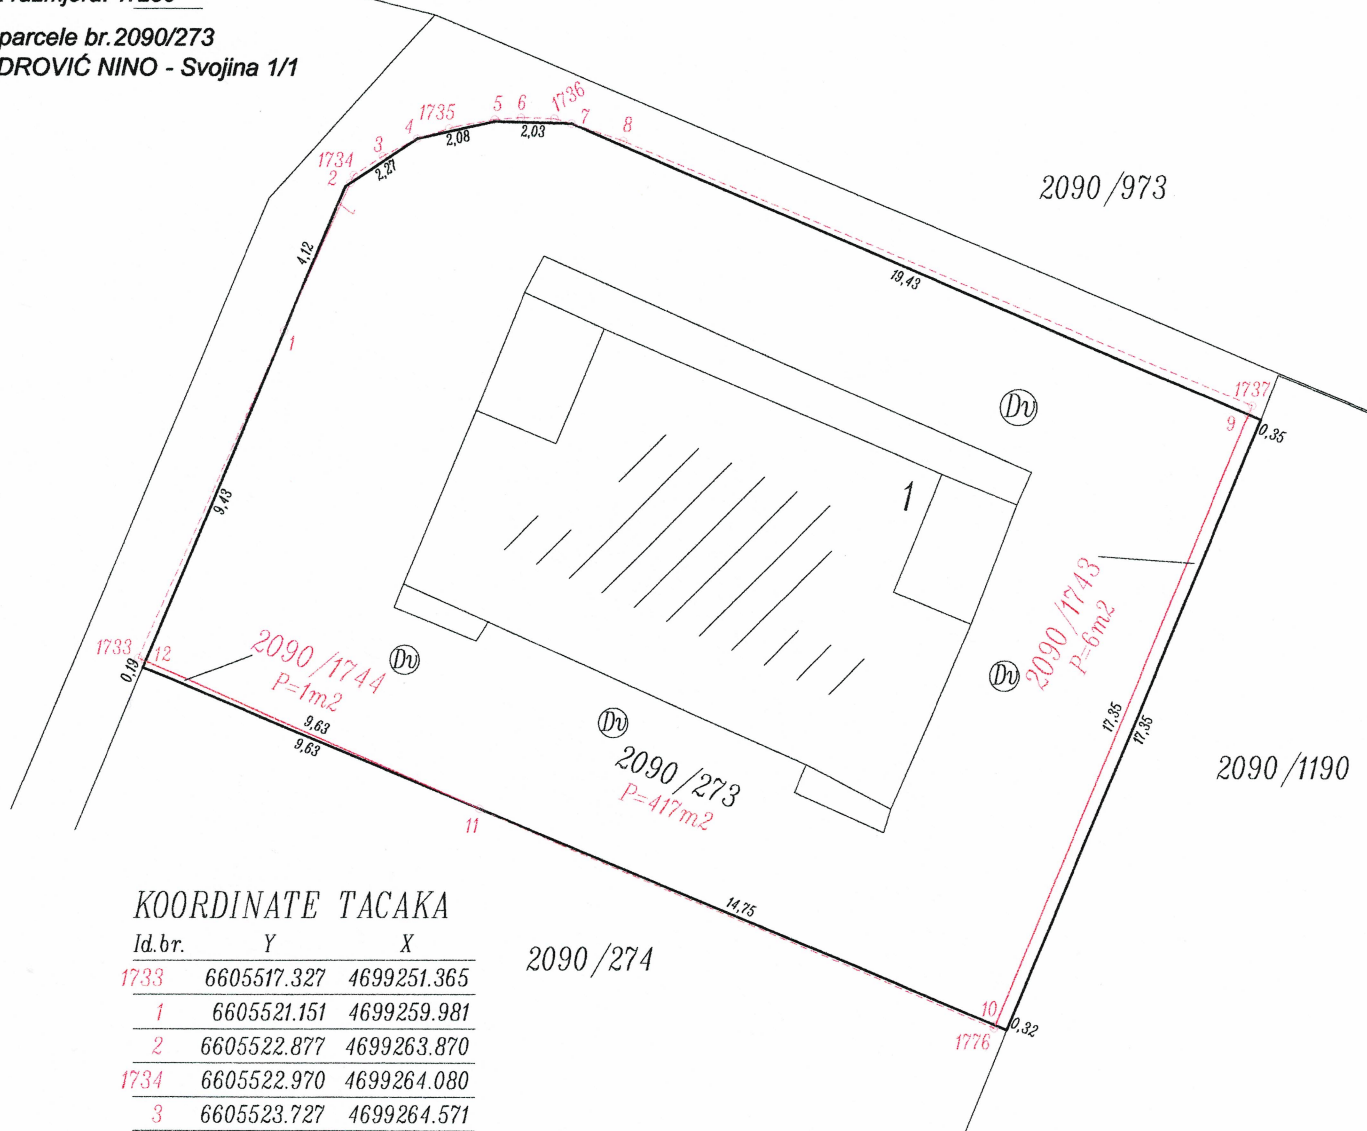 parcele br.2090/273
DROVIĆ NINO - Svojina 1/1
1735
5
6
1736
7
8
4
3
1734
2
2,08
2,03
2,27
2090/973
4,12
19,43
1
1737
9
0,35
Dv
1
9,43
2090/1743
P=6m2
1733
12
0,19
2090/1744
P=1m2
Dv
Dv
9,63
9,63
Dv
17,35
17,35
2090/273
P=417m2
2090/1190
11
14,75
10
0,32
1776
2090/274
KOORDINATE TACAKA
Id.br. Y X
1733 6605517.327 4699251.365
1 6605521.151 4699259.981
2 6605522.877 4699263.870
1734 6605522.970 4699264.080
3 6605523.727 4699264.571